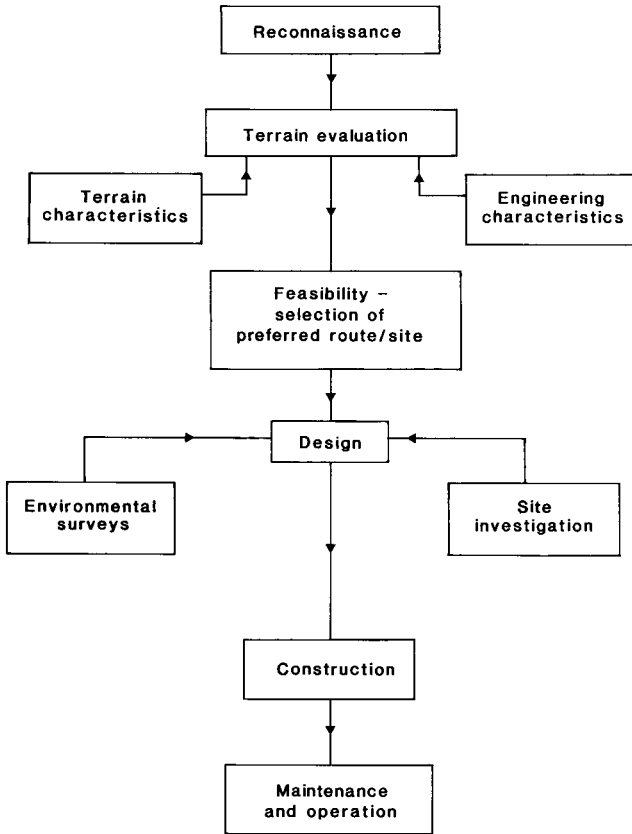 Reconnaissance
Terrain evaluation
Terrain
characteristics
Engineering
characteristics
Feasibility –
selection of
preferred route/site
Design
Environmental
surveys
Site
investigation
Construction
Maintenance
and operation